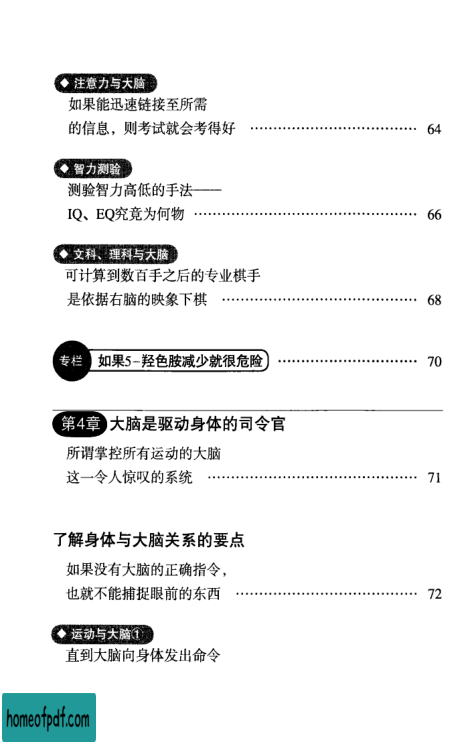 ◆ 注意力与大脑
如果能迅速链接至所需
的信息，则考试就会考得好 ………………………… 64
◆ 智力测验
测验智力高低的手法——
IQ、EQ究竟为何物 ………………………… 66
◆ 文科、理科与大脑
可计算到数百手之后的专业棋手
是依据右脑的映象下棋 ………………………… 68
专栏 如果5-羟色胺减少就很危险 ………………………… 70
第4章 大脑是驱动身体的司令官
所谓掌控所有运动的大脑
这一令人惊叹的系统 ………………………… 71
了解身体与大脑关系的要点
如果没有大脑的正确指令，
也就不能捕捉眼前的东西 ………………………… 72
◆ 运动与大脑①
直到大脑向身体发出命令
homeofpdf.com